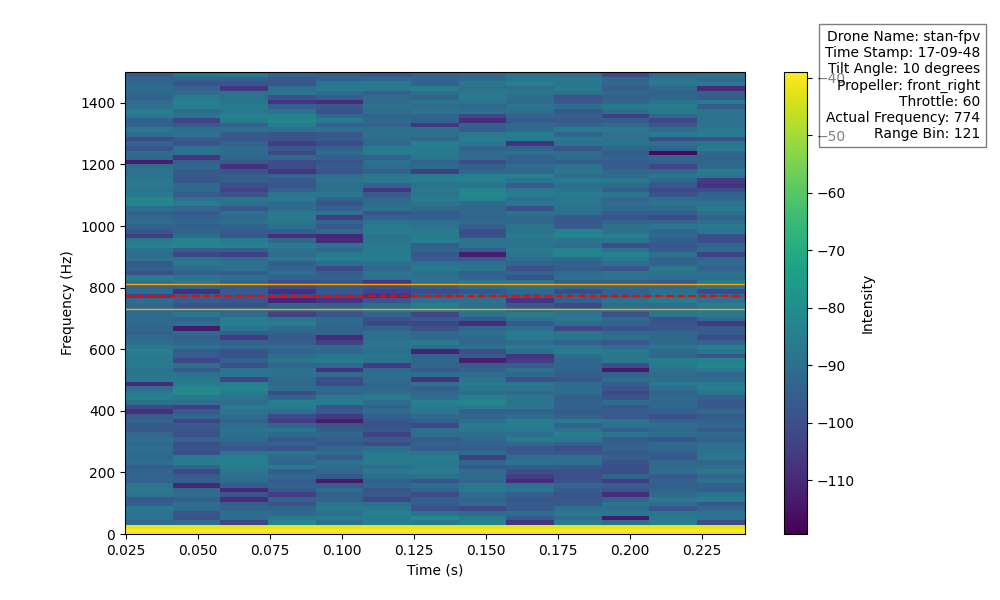 Drone Name: stan-fpv
Time Stamp: 17-09-48
Tilt Angle: 10 degrees
Propeller: front_right
Throttle: 60
Actual Frequency: 774
Range Bin: 121
1400
1200
1000
800
600
400
200
0
Frequency (Hz)
0.025
0.050
0.075
0.100
0.125
0.150
0.175
0.200
0.225
Time (s)
−40
−50
−60
−70
−80
−90
−100
−110
Intensity